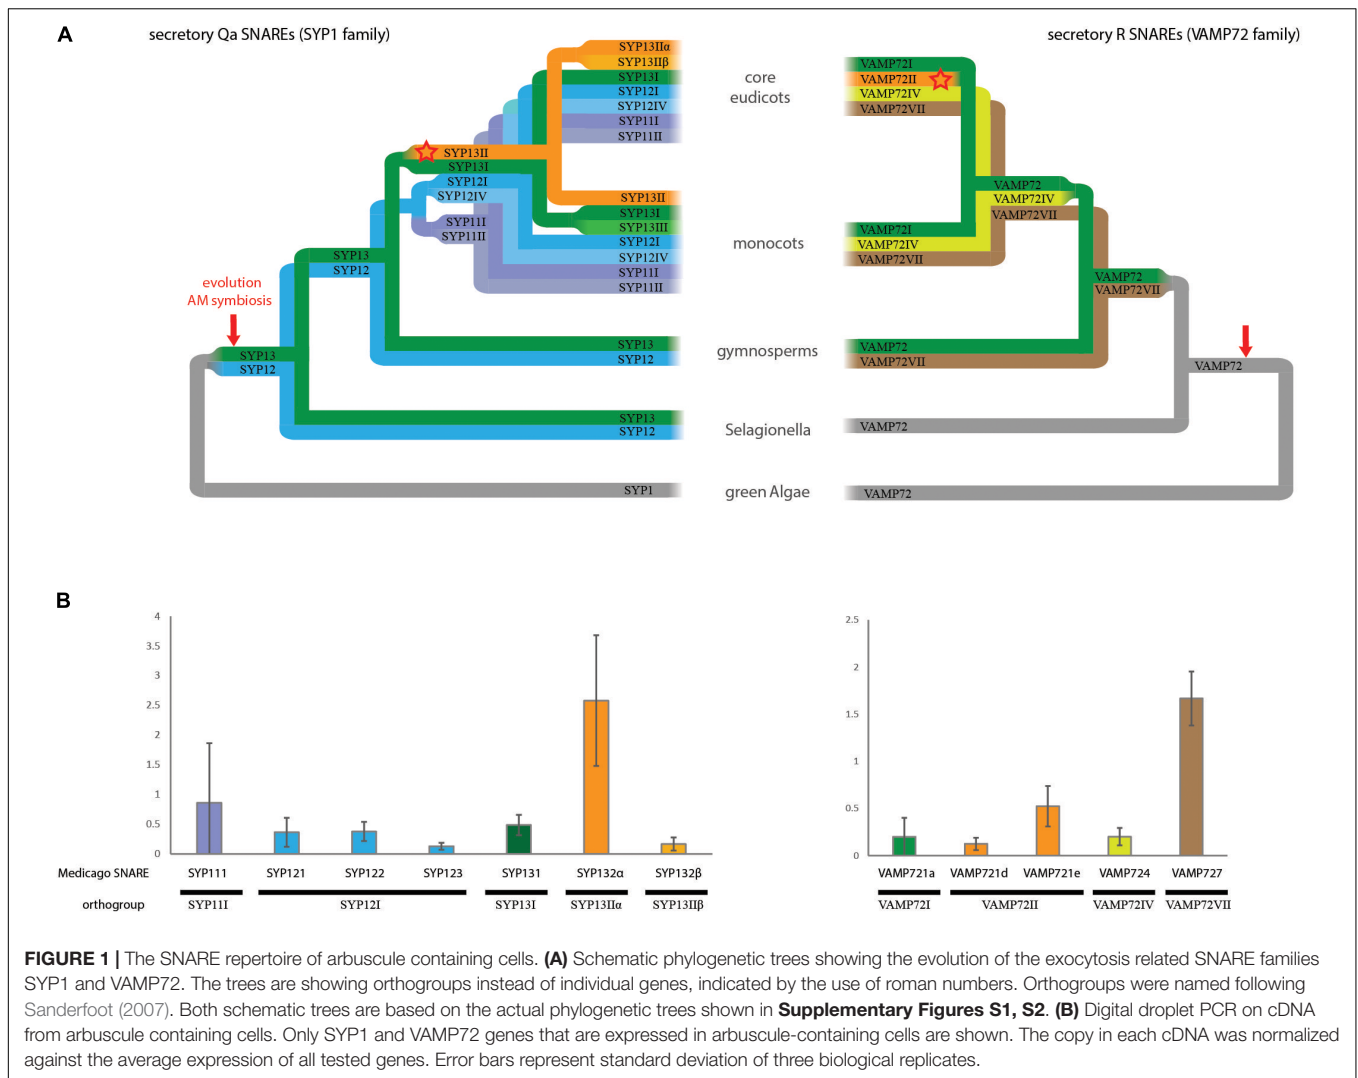 A
secretory Qa SNAREs (SYP1 family)
secretory R SNAREs (VAMP72 family)
SYP13IIα
SYP13IIβ
SYP13I
SYP12I
SYP12IV
SYP11I
SYP11II
core
eudicots
VAMP72I
VAMP72II
VAMP72IV
VAMP72VII
SYP13II
SYP13I
SYP12I
SYP12IV
SYP11I
SYP11II
SYP13II
SYP13I
SYP13III
SYP12I
SYP12IV
SYP11I
SYP11II
monocots
VAMP72I
VAMP72IV
VAMP72VII
VAMP72
VAMP72IV
VAMP72VII
SYP13
SYP12
VAMP72
VAMP72VII
evolution
AM symbiosis
SYP13
SYP12
SYP13
SYP12
gymnosperms
VAMP72
VAMP72VII
VAMP72
SYP13
SYP12
Selagionella
VAMP72
SYP1
green Algae
VAMP72
B
4
3.5
3
2.5
2
1.5
1
0.5
0
2.5
2
1.5
1
0.5
0
Medicago SNARE SYP111 SYP121 SYP122 SYP123 SYP131 SYP132α SYP132β
orthogroup SYP11I SYP12I SYP13I SYP13IIα SYP13IIβ
VAMP721a VAMP721d VAMP721e VAMP724 VAMP727
VAMP72I VAMP72II VAMP72IV VAMP72VII
FIGURE 1 | The SNARE repertoire of arbuscule containing cells. (A) Schematic phylogenetic trees showing the evolution of the exocytosis related SNARE families
SYP1 and VAMP72. The trees are showing orthogroups instead of individual genes, indicated by the use of roman numbers. Orthogroups were named following
Sanderfoot (2007). Both schematic trees are based on the actual phylogenetic trees shown in Supplementary Figures S1, S2. (B) Digital droplet PCR on cDNA
from arbuscule containing cells. Only SYP1 and VAMP72 genes that are expressed in arbuscule-containing cells are shown. The copy in each cDNA was normalized
against the average expression of all tested genes. Error bars represent standard deviation of three biological replicates.